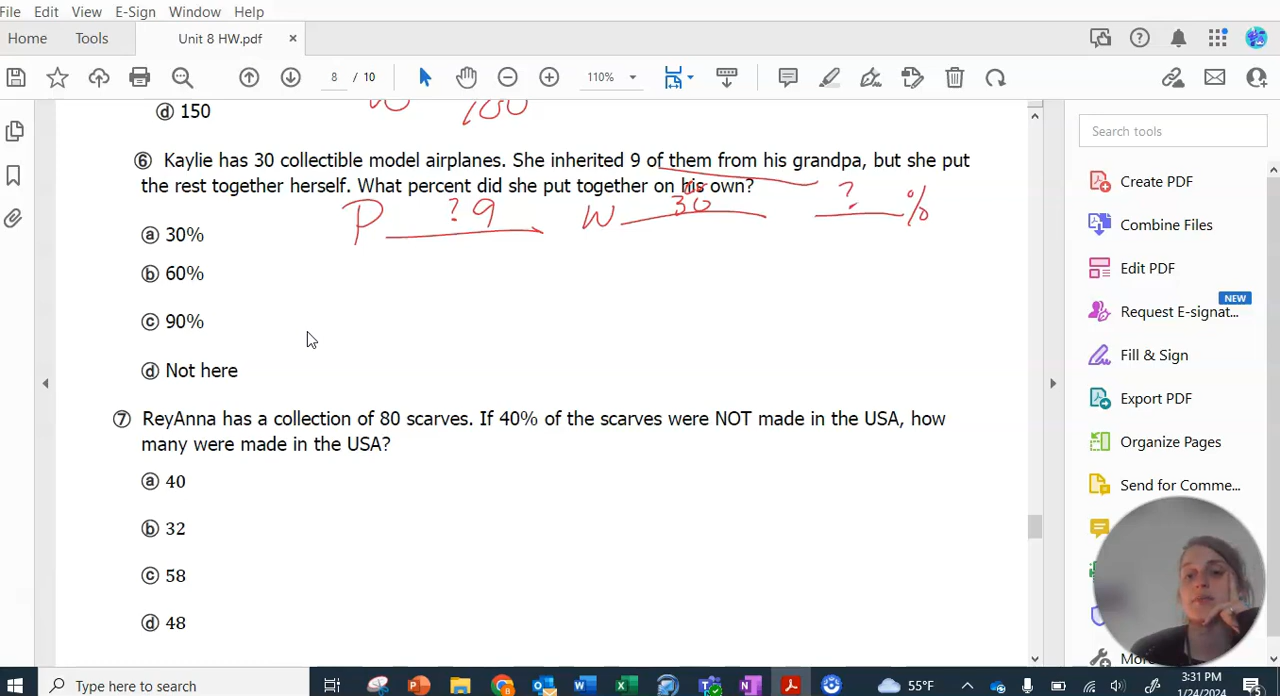 File Edit View E-Sign Window Help
Home Tools Unit 8 HW.pdf ×
8 / 10 110%
ⓓ 150
100
⑥ Kaylie has 30 collectible model airplanes. She inherited 9 of them from his grandpa, but she put
the rest together herself. What percent did she put together on his own?
P ? 9 W 30 ? %
ⓐ 30%
ⓑ 60%
ⓒ 90%
ⓓ Not here
⑦ ReyAnna has a collection of 80 scarves. If 40% of the scarves were NOT made in the USA, how
many were made in the USA?
ⓐ 40
ⓑ 32
ⓒ 58
ⓓ 48
Search tools
Create PDF
Combine Files
Edit PDF
NEW
Request E-signat...
Fill & Sign
Export PDF
Organize Pages
Send for Comme...
Type here to search
55°F
3:31 PM
1/24/2024